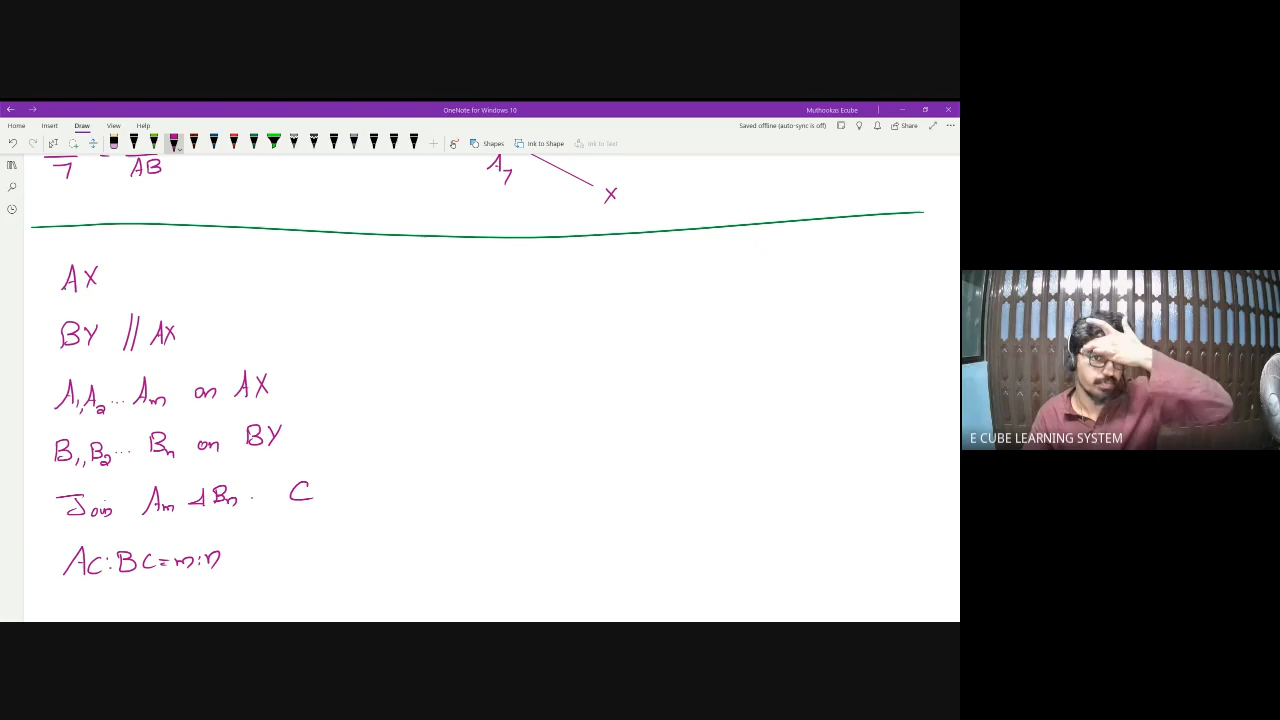 OneNote for Windows 10
Muthookas Ecube
Home Insert Draw View Help
Saved offline (auto-sync is off)
Share
Shapes
Ink to Shape
Ink to Text
7 = AB
A7
X
AX
BY // AX
A1, A2 ... Am on AX
B1, B2 ... Bn on BY
Join Am & Bn . C
AC:BC=m:n
E CUBE LEARNING SYSTEM